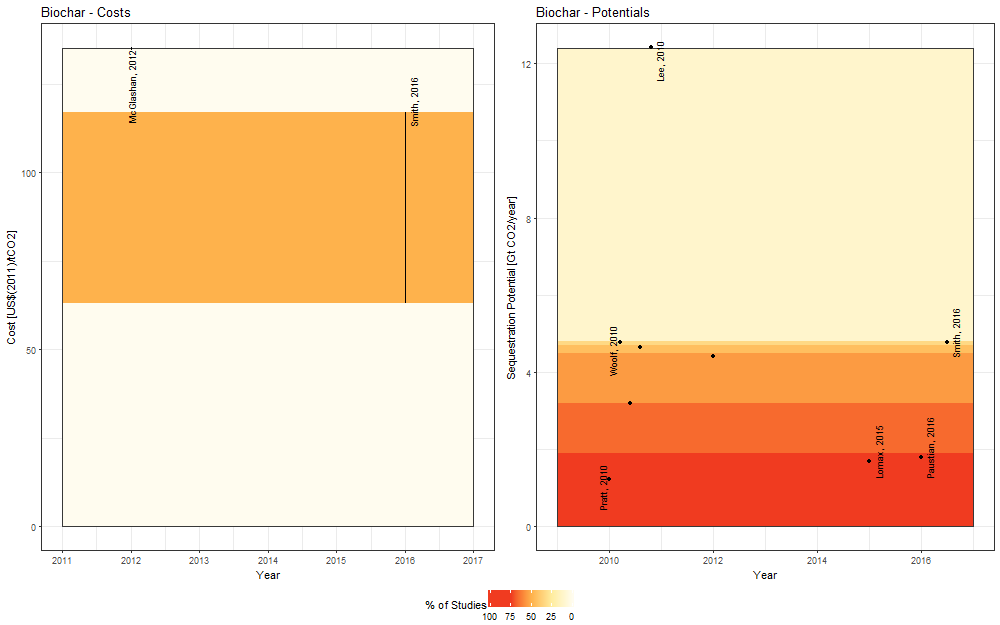 Biochar - Costs
Cost [US$(2011)/tCO2]
100
50
0
McGlashan, 2012
Smith, 2016
2011 2012 2013 2014 2015 2016 2017
Year
Biochar - Potentials
Sequestration Potential [Gt CO2/year]
12
8
4
0
Lee, 2010
Woolf, 2010
Smith, 2016
Pratt, 2010
Lomax, 2015
Paustian, 2016
2010 2012 2014 2016
Year
% of Studies
100 75 50 25 0